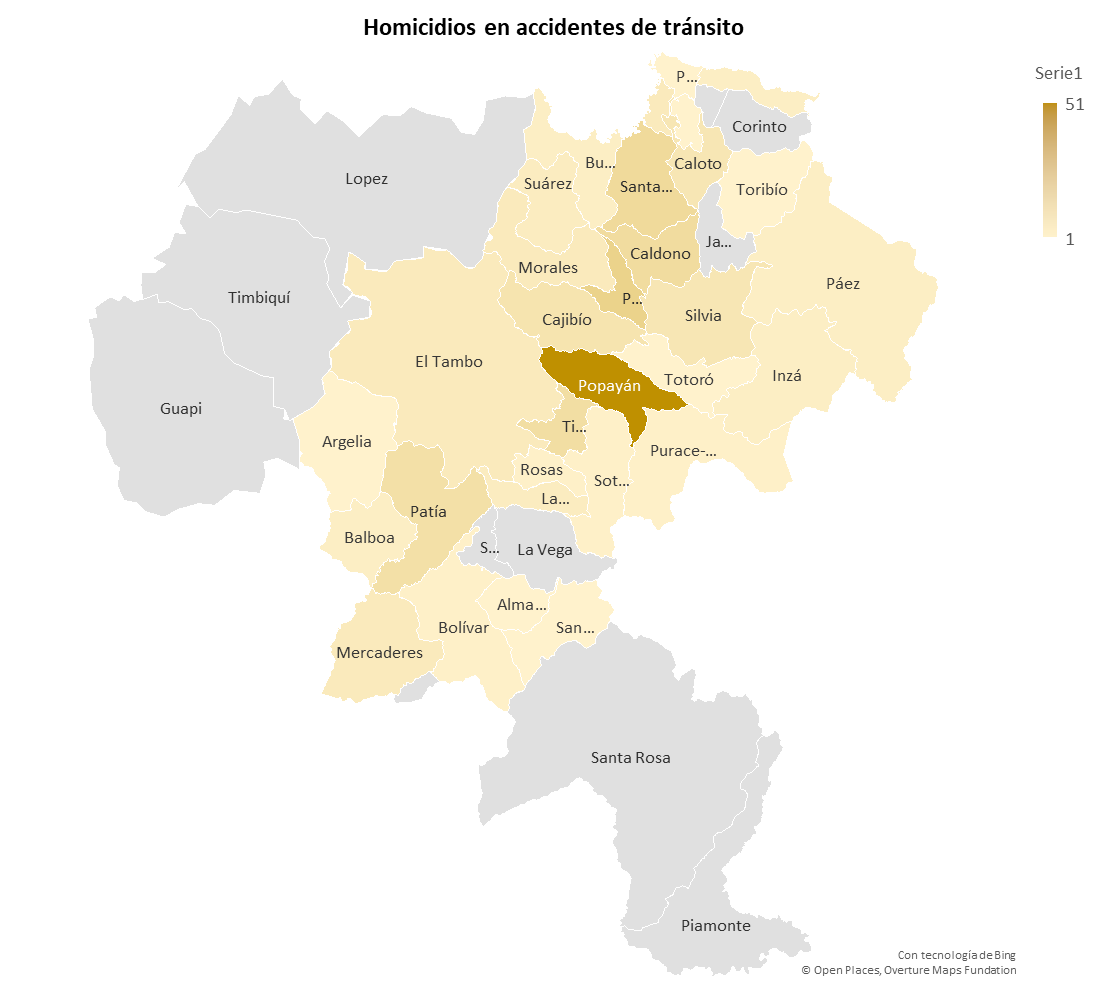 Homicidios en accidentes de tránsito
Serie1
51
1
P...
Corinto
Bu...
Caloto
Lopez
Suárez
Santa...
Toribío
Ja...
Caldono
Morales
Páez
Timbiquí
P...
Silvia
Cajibío
El Tambo
Totoró
Inzá
Popayán
Guapi
Ti...
Argelia
Purace-...
Rosas
Sot...
La...
Patía
Balboa
S...
La Vega
Alma...
Bolívar
San...
Mercaderes
Santa Rosa
Piamonte
Con tecnología de Bing
© Open Places, Overture Maps Fundation